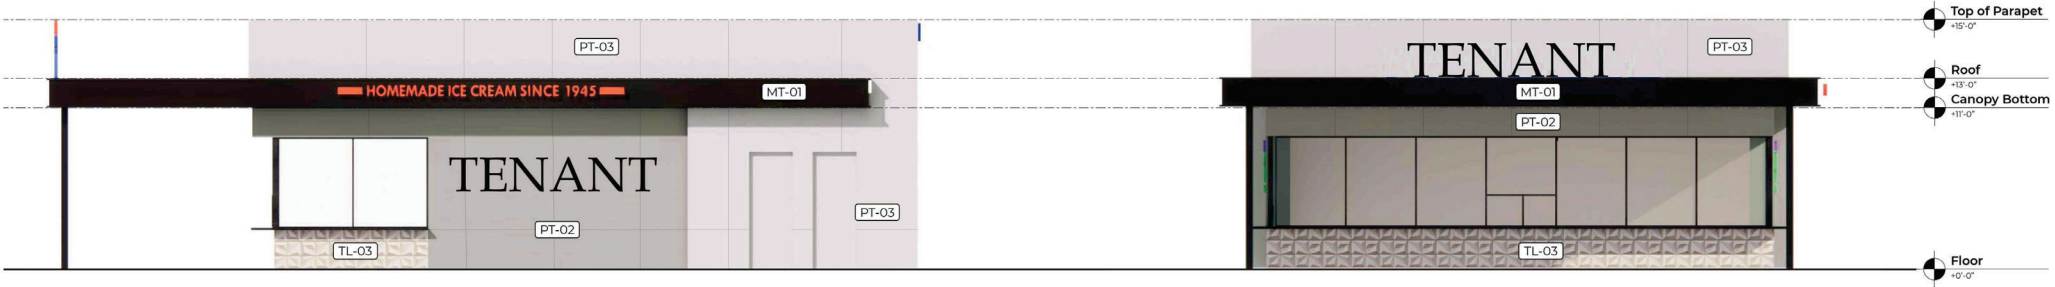 PT-03
HOMEMADE ICE CREAM SINCE 1945
MT-01
TENANT
PT-03
PT-02
TL-03
TENANT
PT-03
MT-01
PT-02
TL-03
Top of Parapet
+15'-0"
Roof
+13'-0"
Canopy Bottom
+11'-0"
Floor
+0'-0"